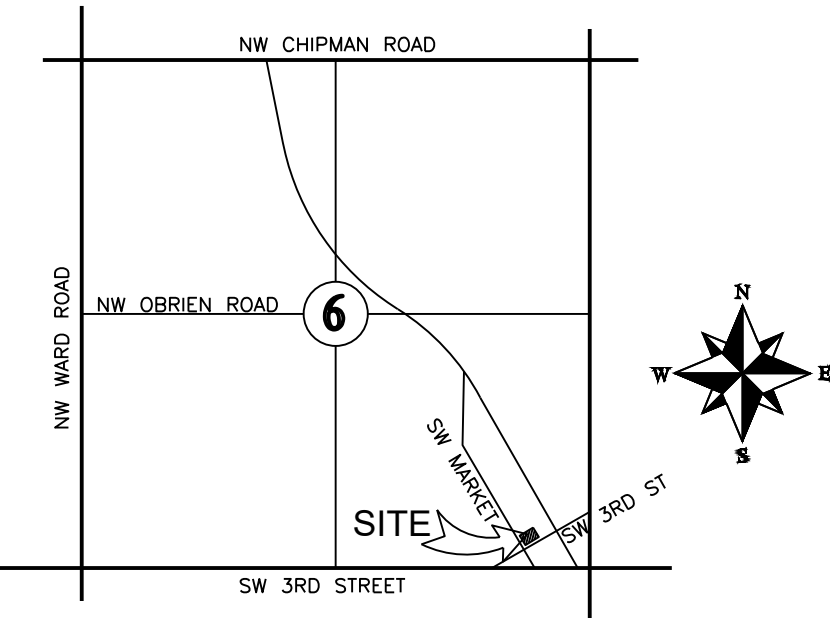 NW CHIPMAN ROAD
NW WARD ROAD
NW OBRIEN ROAD
6
N
W
E
S
SW MARKET
SW 3RD ST
SITE
SW 3RD STREET